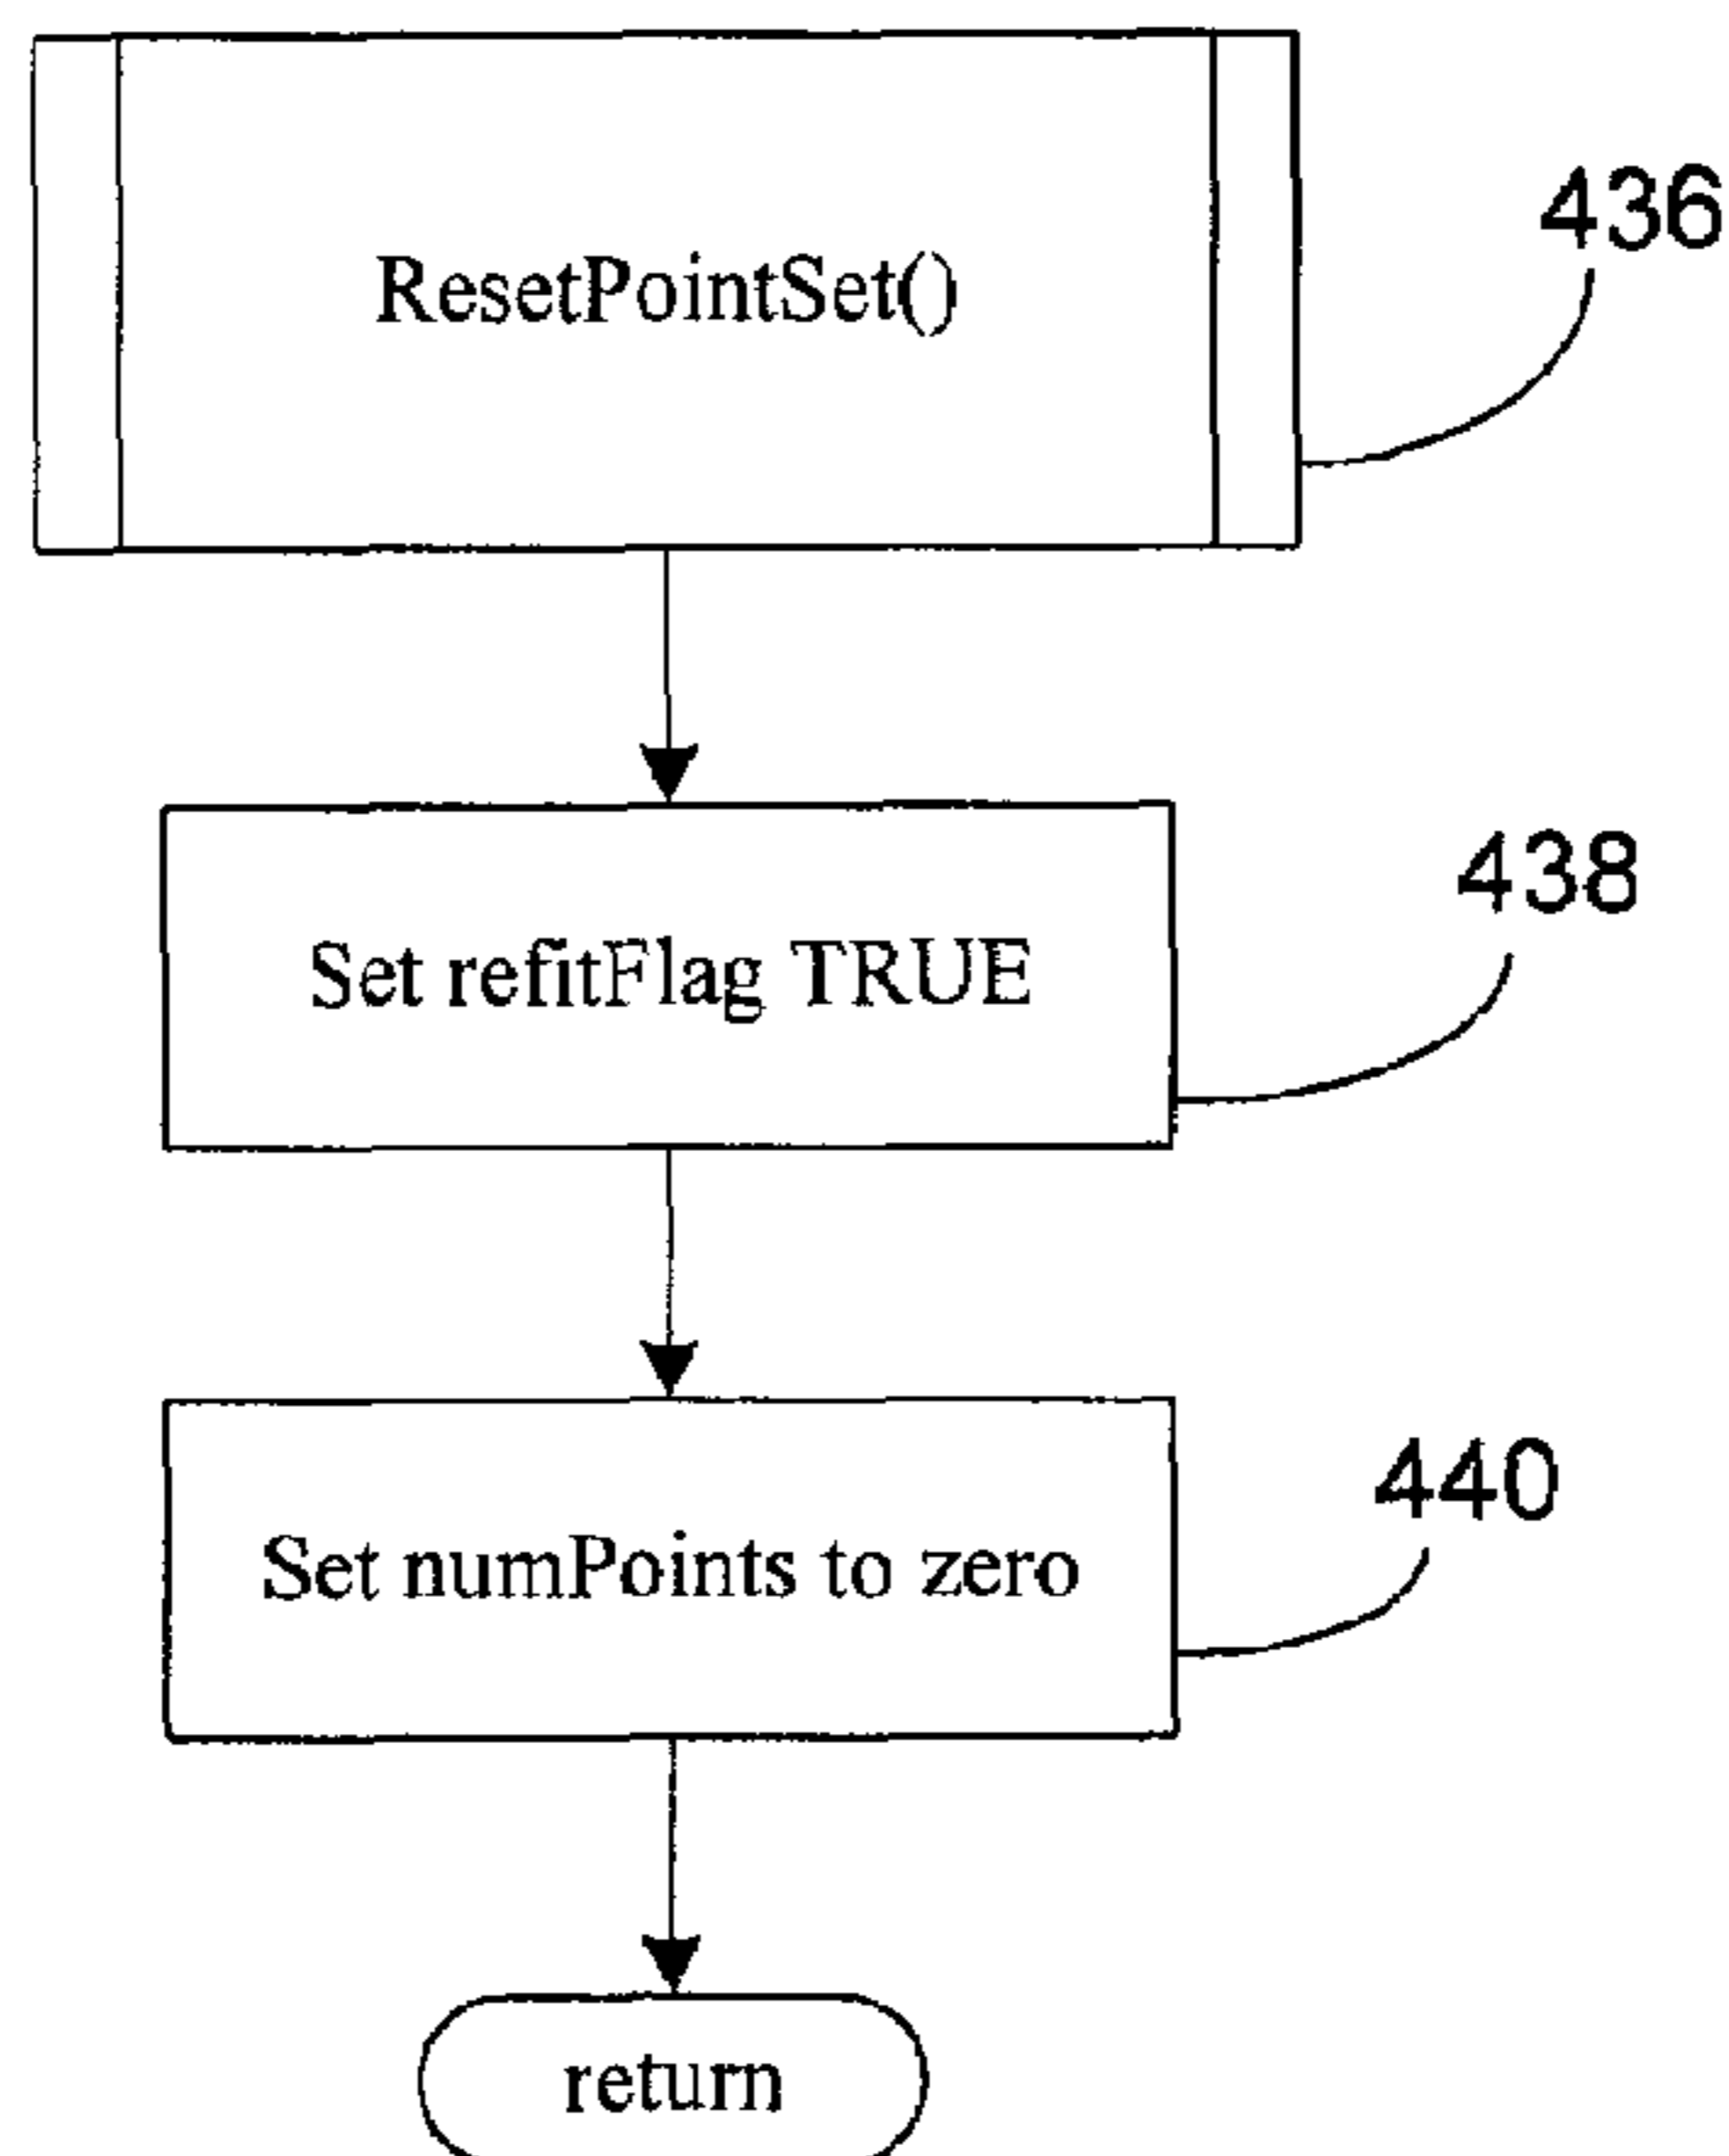 ResetPointSet()
436
Set refitFlag TRUE
438
Set numPoints to zero
440
return